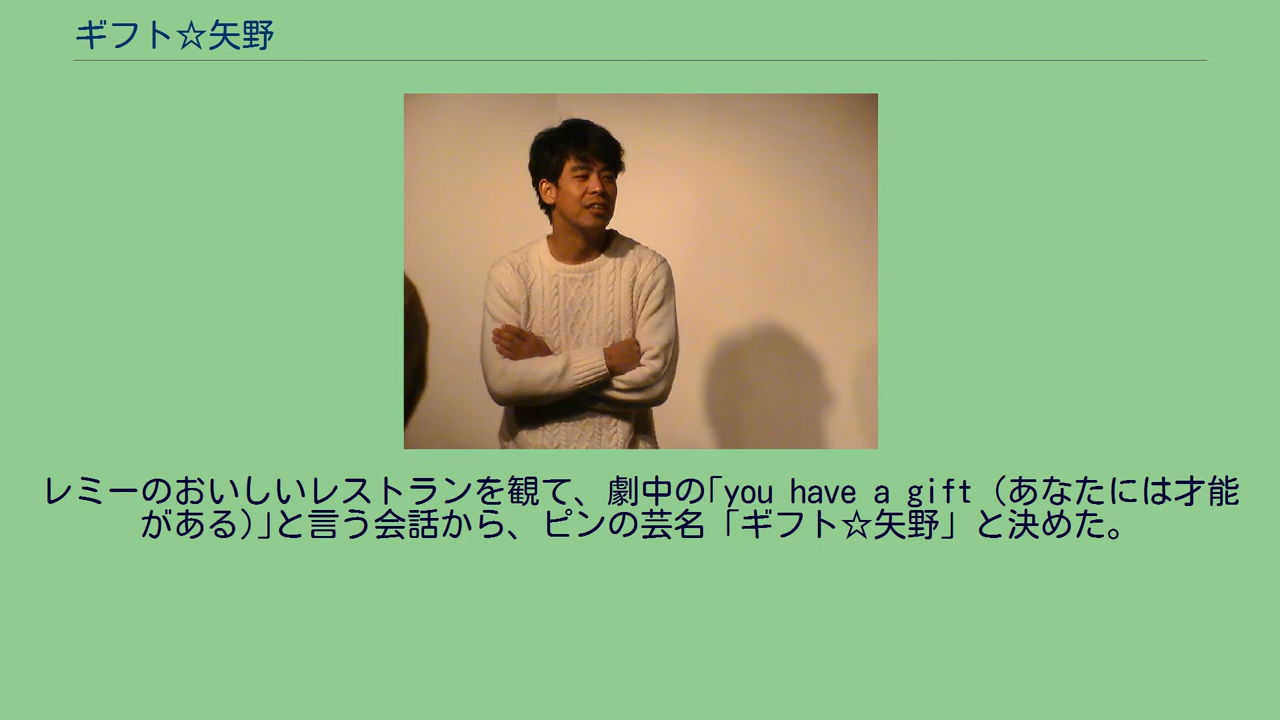 ギフト☆矢野
レミーのおいしいレストランを観て、劇中の｢you have a gift（あなたには才能
がある）｣と言う会話から、ピンの芸名「ギフト☆矢野」と決めた。